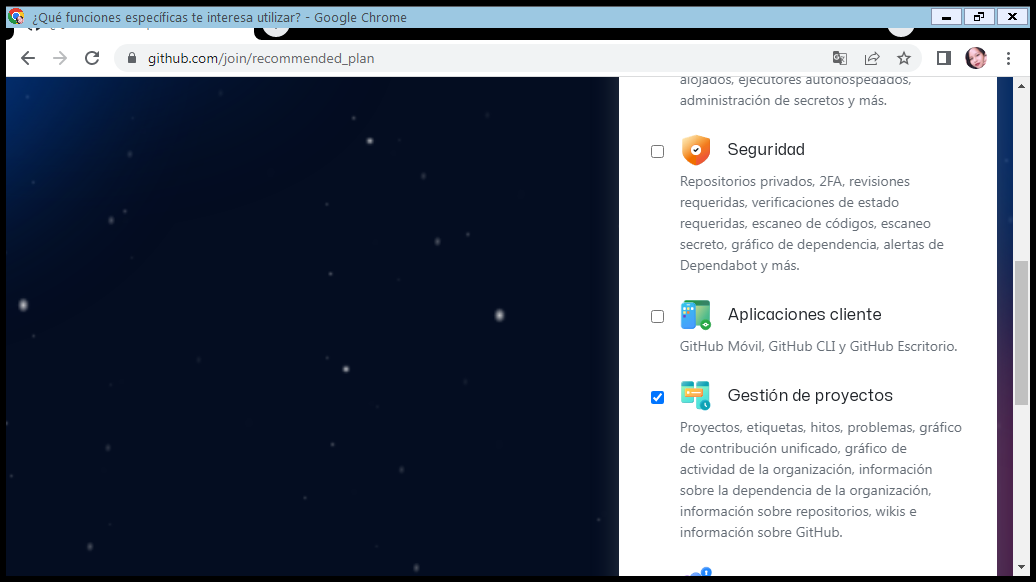 ¿Qué funciones específicas te interesa utilizar? - Google Chrome
github.com/join/recommended_plan
alojados, ejecutores autohospedados,
administración de secretos y más.
Seguridad
Repositorios privados, 2FA, revisiones
requeridas, verificaciones de estado
requeridas, escaneo de códigos, escaneo
secreto, gráfico de dependencia, alertas de
Dependabot y más.
Aplicaciones cliente
GitHub Móvil, GitHub CLI y GitHub Escritorio.
Gestión de proyectos
Proyectos, etiquetas, hitos, problemas, gráfico
de contribución unificado, gráfico de
actividad de la organización, información
sobre la dependencia de la organización,
información sobre repositorios, wikis e
información sobre GitHub.